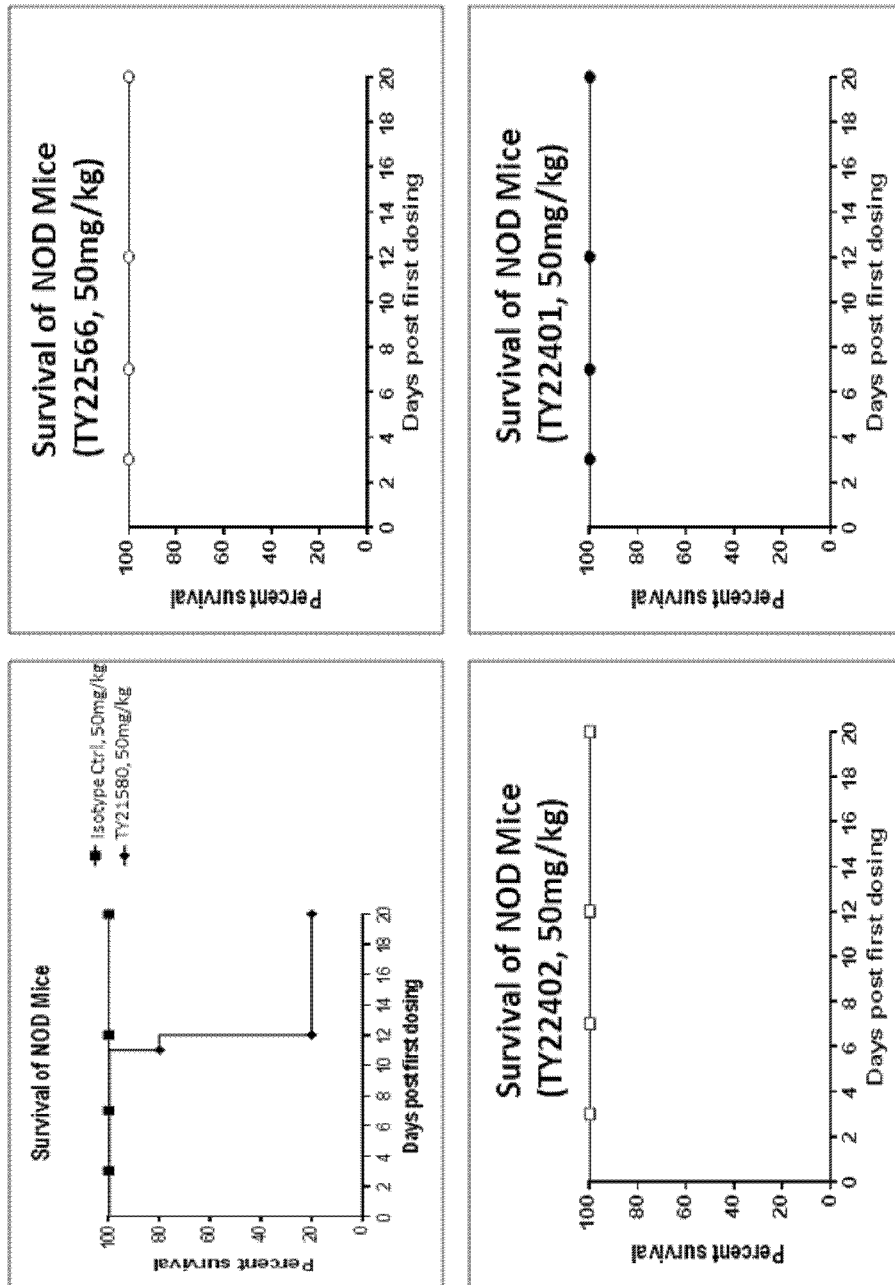 Survival of NOD Mice
Isotype Ctrl, 50mg/kg
TY21580, 50mg/kg
Percent survival
100
80
60
40
20
0
0 2 4 6 8 10 12 14 16 18 20
Days post first dosing
Survival of NOD Mice
(TY22566, 50mg/kg)
Percent survival
100
80
60
40
20
0
0 2 4 6 8 10 12 14 16 18 20
Days post first dosing
Survival of NOD Mice
(TY22402, 50mg/kg)
Percent survival
100
80
60
40
20
0
0 2 4 6 8 10 12 14 16 18 20
Days post first dosing
Survival of NOD Mice
(TY22401, 50mg/kg)
Percent survival
100
80
60
40
20
0
0 2 4 6 8 10 12 14 16 18 20
Days post first dosing